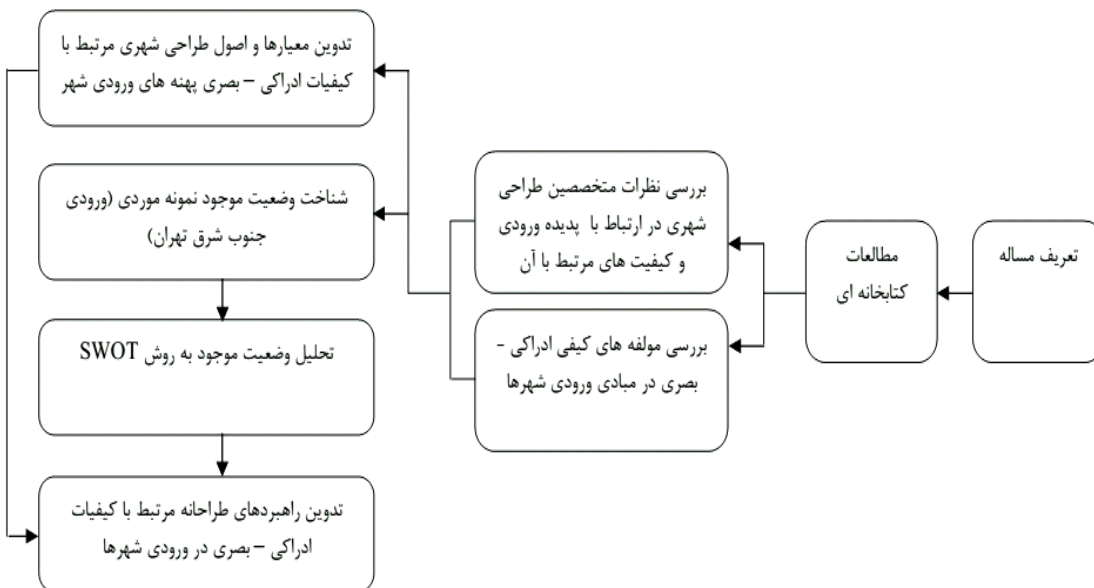 تعریف مساله
مطالعات
کتابخانه ای
بررسی نظرات متخصصین طراحی
شهری در ارتباط با پدیده ورودی
و کیفیت های مرتبط با آن
بررسی مولفه های کیفی ادراکی -
بصری در مبادی ورودی شهرها
تدوین معیارها و اصول طراحی شهری مرتبط با
کیفیات ادراکی – بصری پهنه های ورودی شهر
شناخت وضعیت موجود نمونه موردی (ورودی
جنوب شرق تهران)
تحلیل وضعیت موجود به روش SWOT
تدوین راهبردهای طراحانه مرتبط با کیفیات
ادراکی – بصری در ورودی شهرها